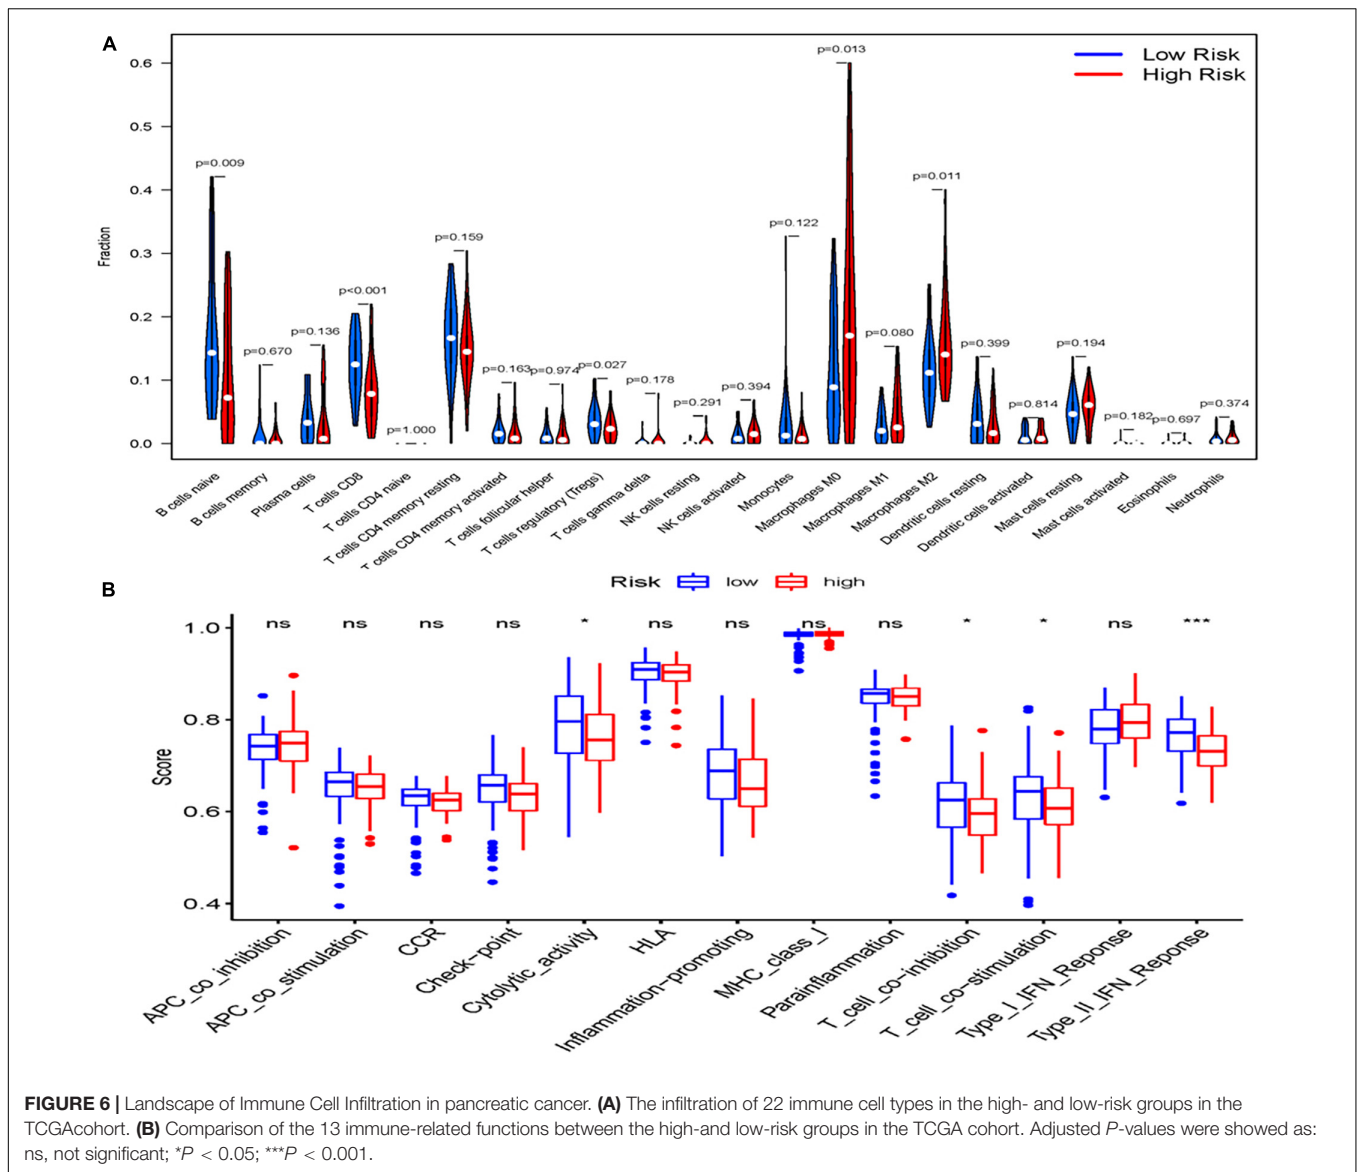 A
Low Risk
High Risk
Fraction
0.6
0.5
0.4
0.3
0.2
0.1
0.0
p=0.009
p=0.670
p=0.136
p<0.001
p=1.000
p=0.159
p=0.163
p=0.974
p=0.027
p=0.178
p=0.291
p=0.394
p=0.122
p=0.013
p=0.080
p=0.011
p=0.399
p=0.814
p=0.194
p=0.182
p=0.697
p=0.374
B cells naive
B cells memory
Plasma cells
T cells CD8
T cells CD4 naive
T cells CD4 memory resting
T cells CD4 memory activated
T cells follicular helper
T cells regulatory (Tregs)
T cells gamma delta
NK cells resting
NK cells activated
Monocytes
Macrophages M0
Macrophages M1
Macrophages M2
Dendritic cells resting
Dendritic cells activated
Mast cells resting
Mast cells activated
Eosinophils
Neutrophils
B
Risk low high
Score
1.0
0.8
0.6
0.4
ns ns ns ns * ns ns ns ns * * ns ***
APC_co_inhibition
APC_co_stimulation
CCR
Check-point
Cytolytic_activity
HLA
Inflammation-promoting
MHC_class_I
Parainflammation
T_cell_co-inhibition
T_cell_co-stimulation
Type_I_IFN_Reponse
Type_II_IFN_Reponse
FIGURE 6 | Landscape of Immune Cell Infiltration in pancreatic cancer. (A) The infiltration of 22 immune cell types in the high- and low-risk groups in the
TCGAcohort. (B) Comparison of the 13 immune-related functions between the high-and low-risk groups in the TCGA cohort. Adjusted P-values were showed as:
ns, not significant; *P < 0.05; ***P < 0.001.